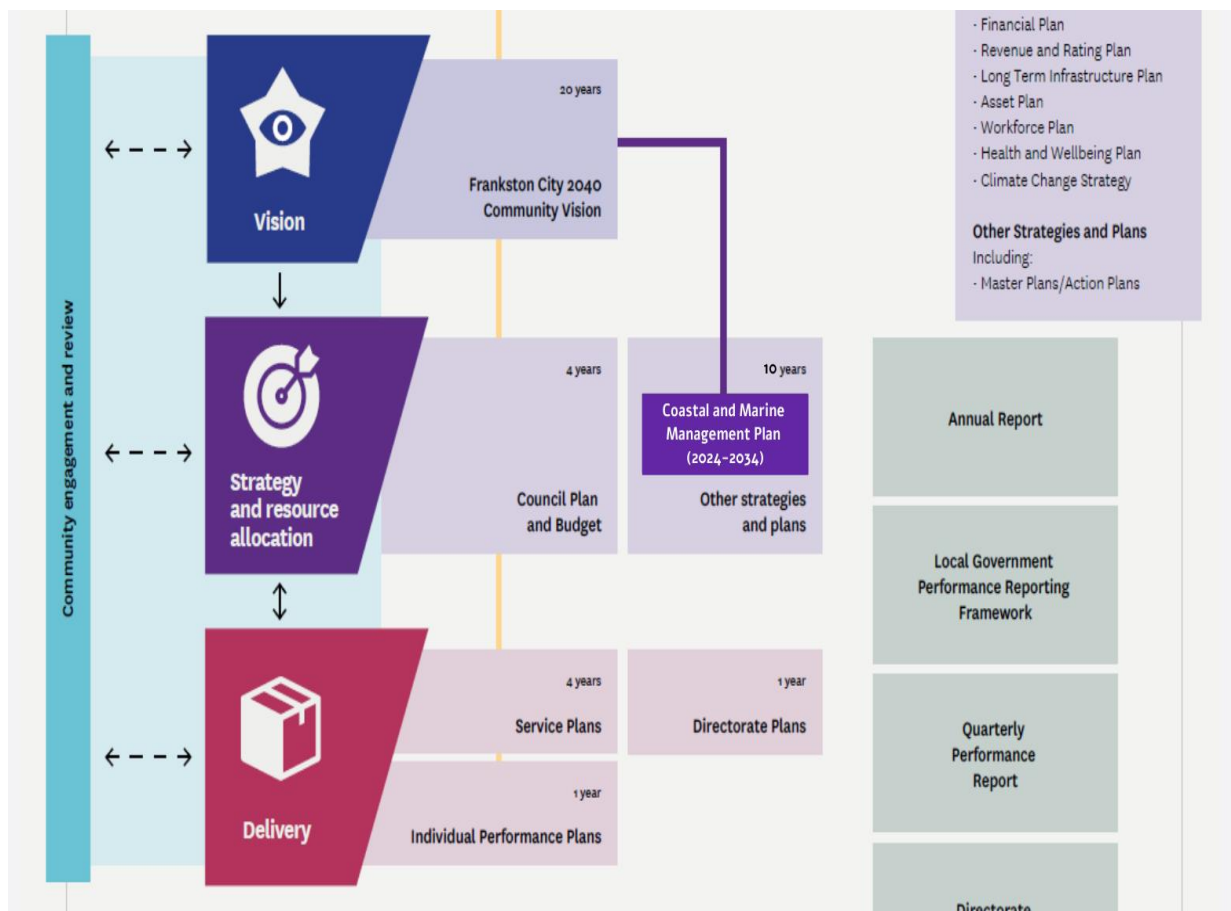 Community engagement and review
Vision
20 years
Frankston City 2040
Community Vision
Strategy
and resource
allocation
4 years
Council Plan
and Budget
10 years
Coastal and Marine
Management Plan
(2024-2034)
Other strategies
and plans
Delivery
4 years
Service Plans
1 year
Directorate Plans
1 year
Individual Performance Plans
- Financial Plan
- Revenue and Rating Plan
- Long Term Infrastructure Plan
- Asset Plan
- Workforce Plan
- Health and Wellbeing Plan
- Climate Change Strategy
Other Strategies and Plans
Including:
- Master Plans/Action Plans
Annual Report
Local Government
Performance Reporting
Framework
Quarterly
Performance
Report
Directorate